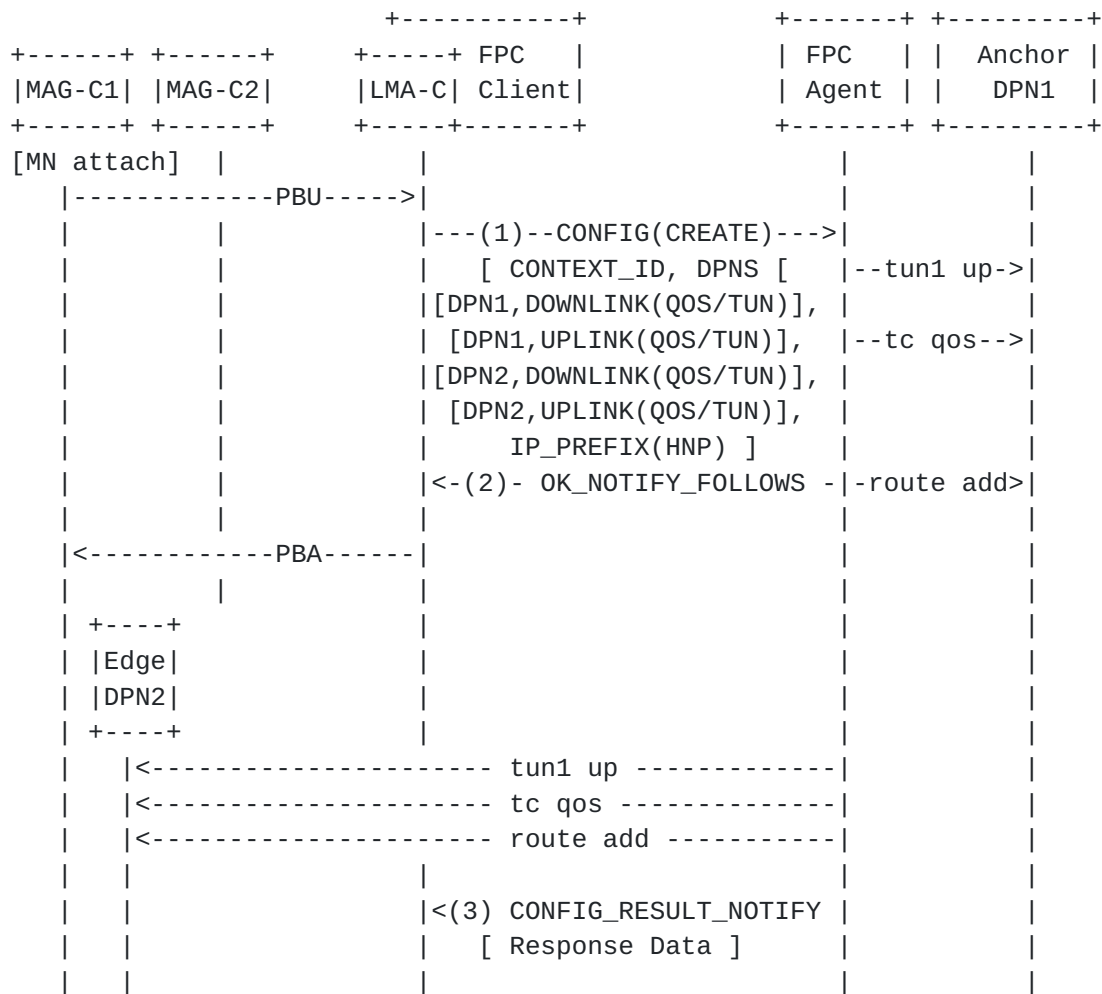 +-----------+             +-------+ +---------+
+------+ +------+     +-----+ FPC   |             | FPC   | |  Anchor |
|MAG-C1| |MAG-C2|     |LMA-C| Client|             | Agent | |   DPN1  |
+------+ +------+     +-----+-------+             +-------+ +---------+
[MN attach]  |            |                           |           |
   |-------------PBU----->|                           |           |
   |         |            |---(1)--CONFIG(CREATE)--->|           |
   |         |            |   [ CONTEXT_ID, DPNS [   |--tun1 up->|
   |         |            |[DPN1,DOWNLINK(QOS/TUN)], |           |
   |         |            | [DPN1,UPLINK(QOS/TUN)],  |--tc qos-->|
   |         |            |[DPN2,DOWNLINK(QOS/TUN)], |           |
   |         |            | [DPN2,UPLINK(QOS/TUN)],  |           |
   |         |            |     IP_PREFIX(HNP) ]     |           |
   |         |            |<-(2)- OK_NOTIFY_FOLLOWS -|-route add>|
   |         |            |                          |           |
   |<------------PBA------|                          |           |
   |         |            |                          |           |
   | +----+               |                          |           |
   | |Edge|               |                          |           |
   | |DPN2|               |                          |           |
   | +----+               |                          |           |
   |   |<---------------------- tun1 up -------------|           |
   |   |<---------------------- tc qos --------------|           |
   |   |<---------------------- route add -----------|           |
   |   |                  |                          |           |
   |   |                  |<(3) CONFIG_RESULT_NOTIFY |           |
   |   |                  |   [ Response Data ]      |           |
   |   |                  |                          |           |